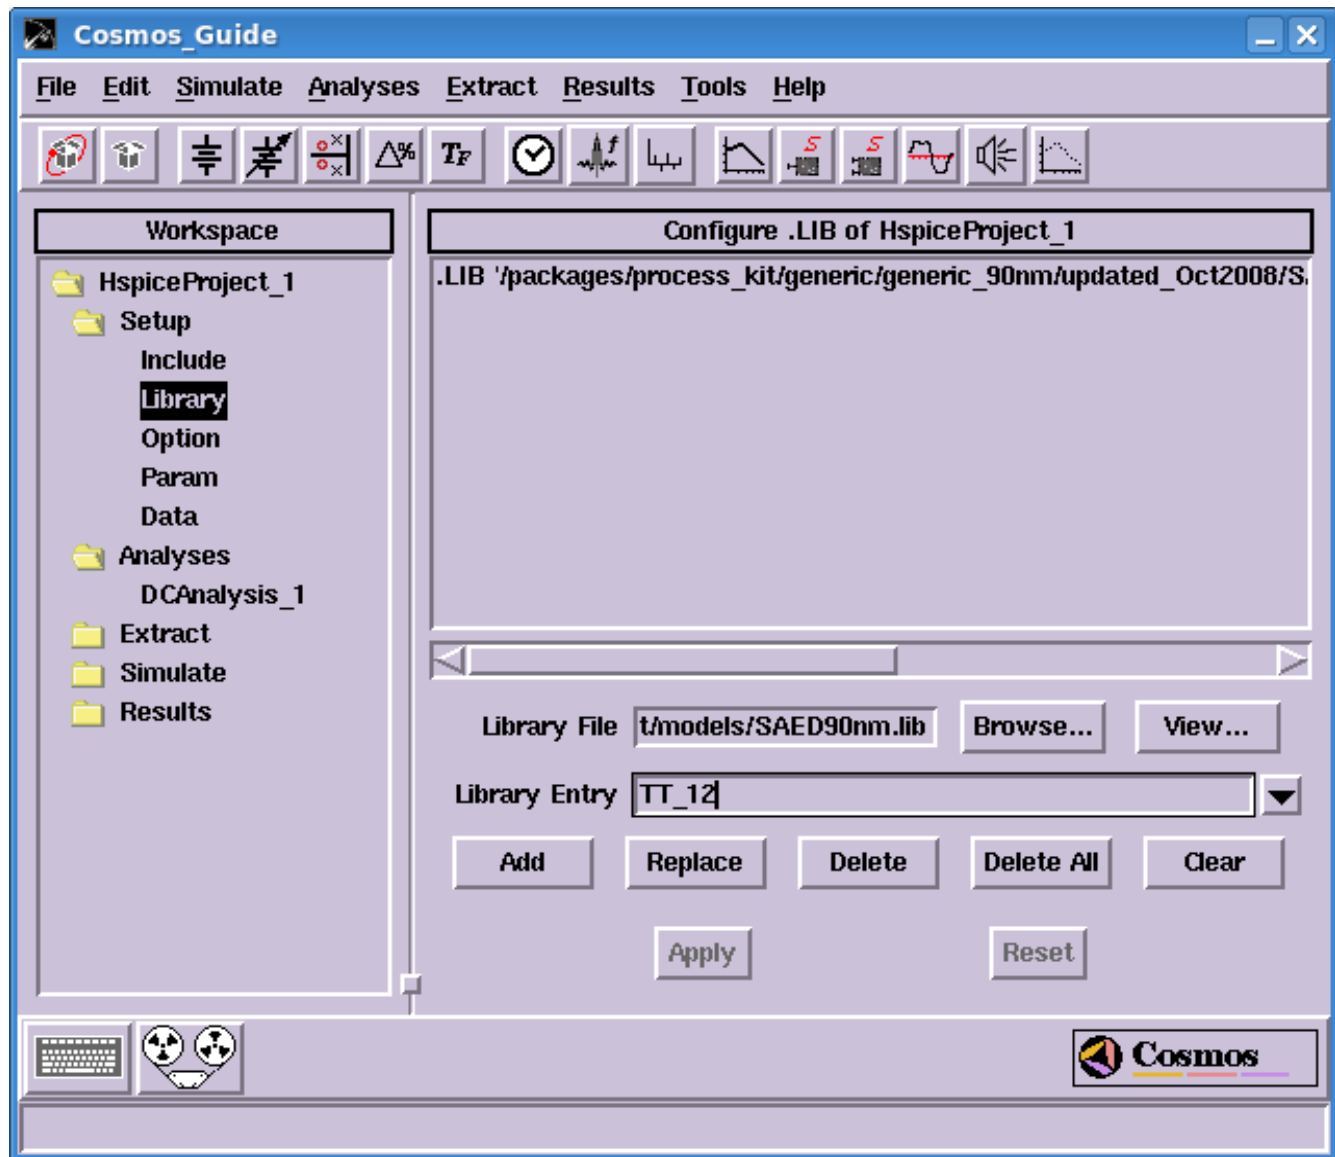 Cosmos_Guide
File Edit Simulate Analyses Extract Results Tools Help
Δ% TF f S S
Workspace
HspiceProject_1
Setup
Include
Library
Option
Param
Data
Analyses
DCAnalysis_1
Extract
Simulate
Results
Configure .LIB of HspiceProject_1
.LIB '/packages/process_kit/generic/generic_90nm/updated_Oct2008/S
Library File t/models/SAED90nm.lib Browse... View...
Library Entry TT_12
Add Replace Delete Delete All Clear
Apply Reset
Cosmos